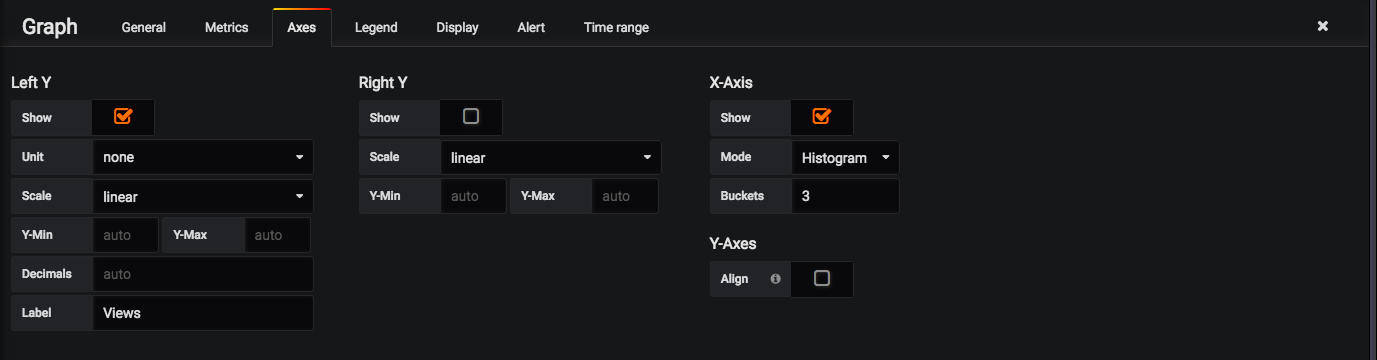 Graph General Metrics Axes Legend Display Alert Time range
Left Y
Show
Unit none
Scale linear
Y-Min auto Y-Max auto
Decimals auto
Label Views
Right Y
Show
Scale linear
Y-Min auto Y-Max auto
X-Axis
Show
Mode Histogram
Buckets 3
Y-Axes
Align